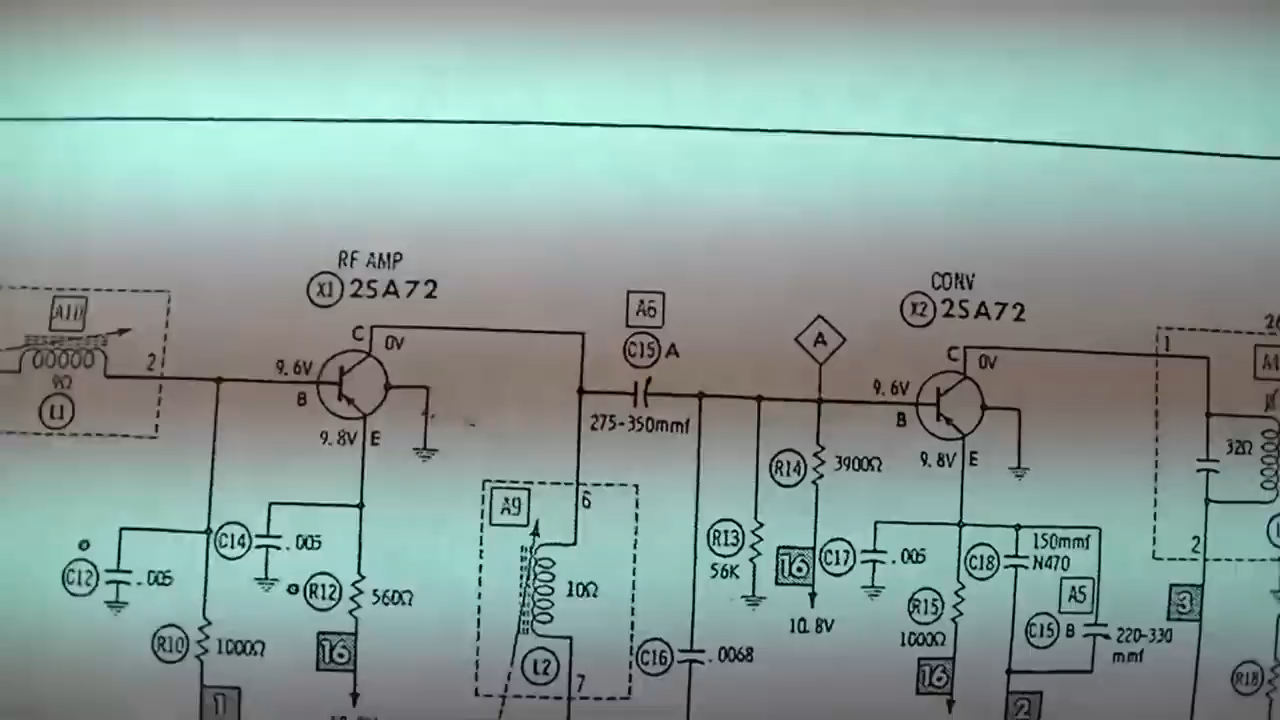 RF AMP
X1 2SA72
CONV
X2 2SA72
A10
2
9Ω
L1
C
0V
9.6V
B
9.8V
E
A6
C15 A
275-350mmf
A
C
0V
9.6V
B
9.8V
E
1
32Ω
2
3
C12
.005
C14
.005
R12
560Ω
R10
1000Ω
16
1
A9
6
10Ω
L2
7
R14
3900Ω
R13
56K
16
10.8V
C16
.0068
C17
.005
C18
150mmf
N470
A5
R15
1000Ω
C15 B
220-330
mmf
16
2
R18